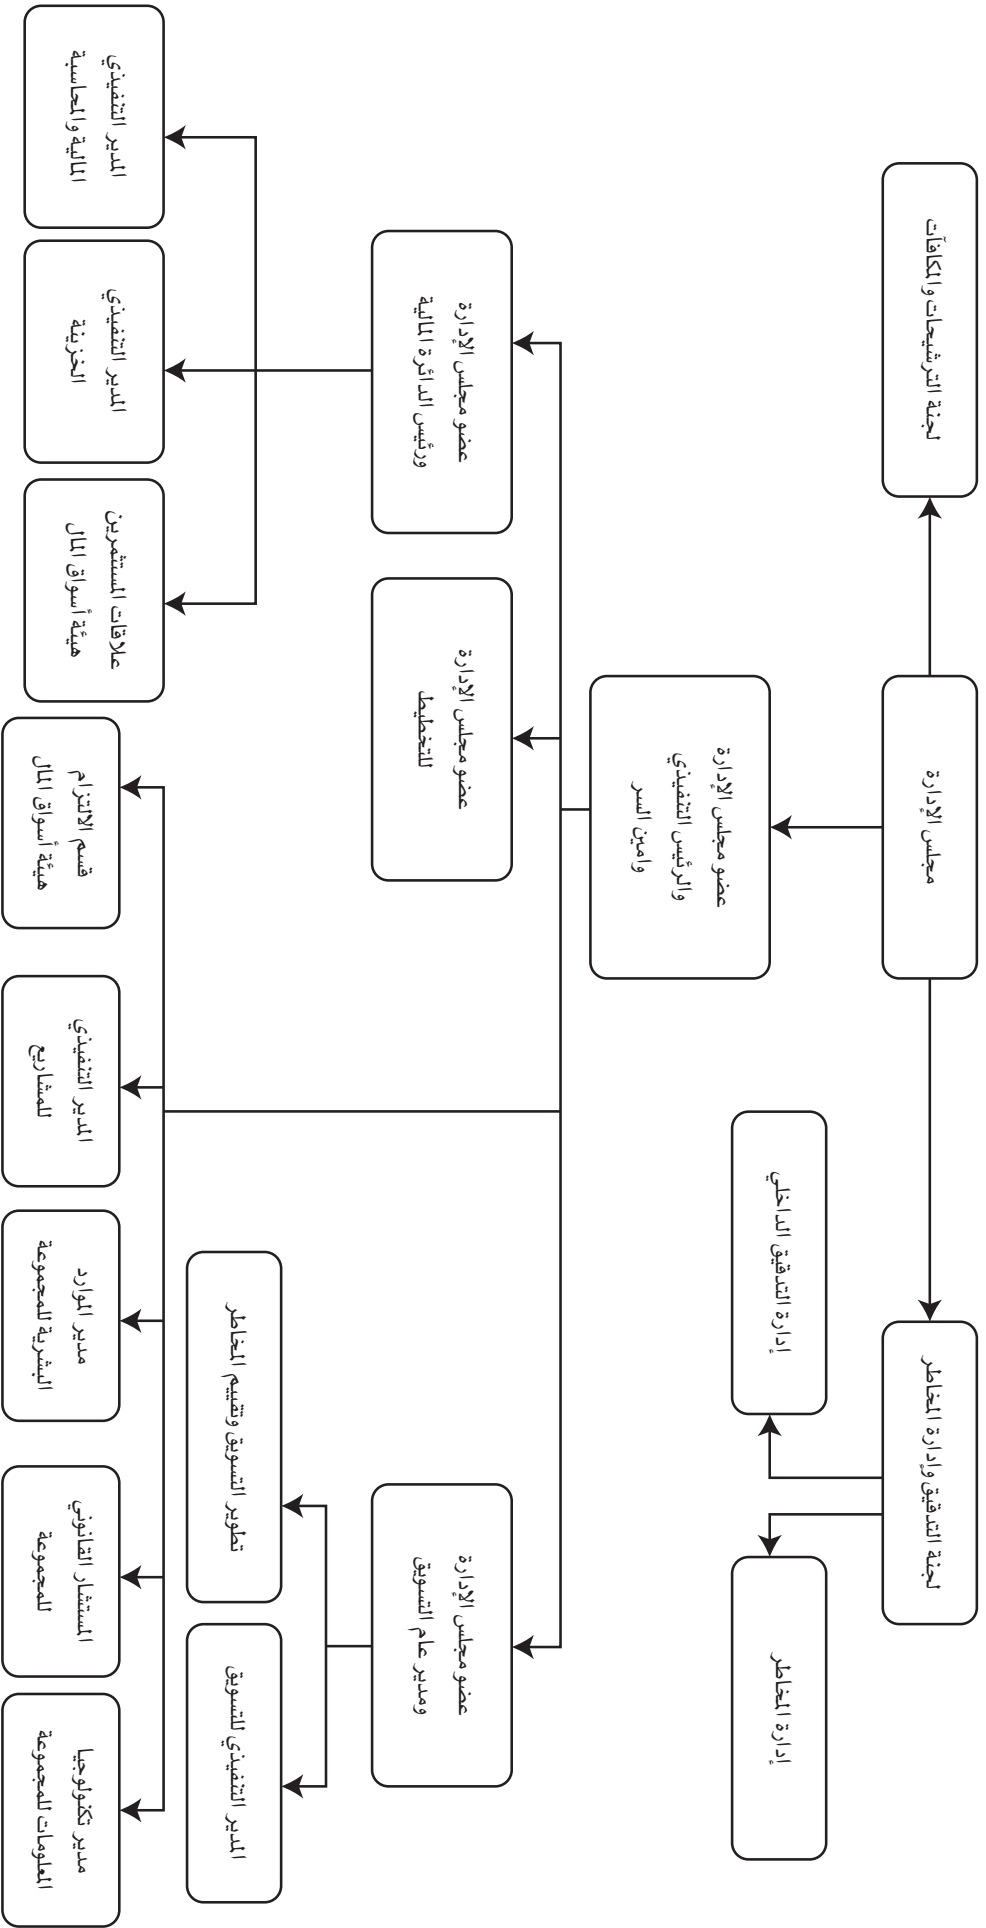 مجلس الإدارة
لجنة الترشيحات والمكافآت
لجنة التدقيق وإدارة المخاطر
إدارة التدقيق الداخلي
إدارة المخاطر
عضو مجلس الإدارة
والرئيس التنفيذي
وامين السر
عضو مجلس الإدارة
ورئيس الدائرة المالية
عضو مجلس الإدارة
للتخطيط
عضو مجلس الإدارة
ومدير عام التسويق
تطوير التسويق وتقييم المخاطر
المدير التنفيذي للتسويق
المدير التنفيذي
المالية والمحاسبة
المدير التنفيذي
الخزينة
علاقات المستثمرين
هيئة أسواق المال
قسم الالتزام
هيئة أسواق المال
المدير التنفيذي
للمشاريع
مدير الموارد
البشرية للمجموعة
المستشار القانوني
للمجموعة
مدير تكنولوجيا
المعلومات للمجموعة